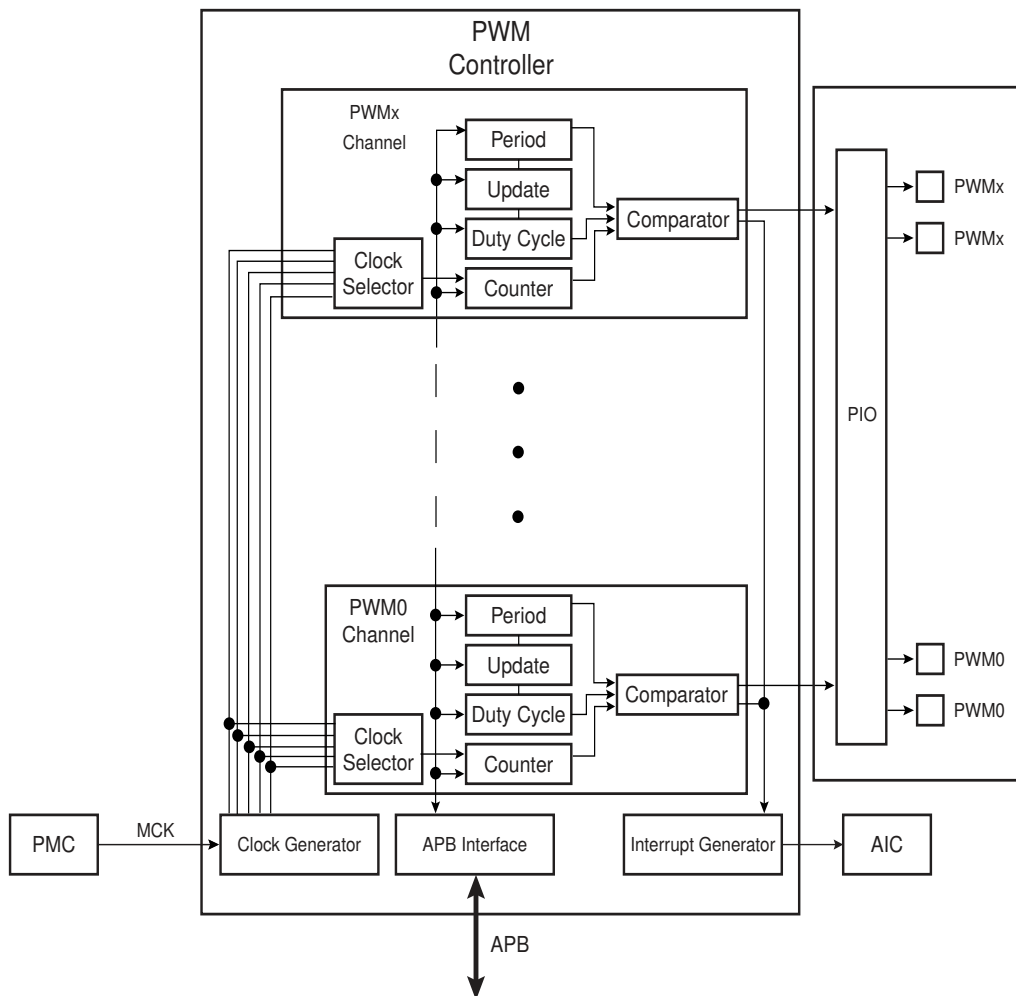 PWM
Controller
PWMx
Channel
Period
Update
Duty Cycle
Counter
Clock
Selector
Comparator
PIO
PWMx
PWMx
PWM0
Channel
Period
Update
Duty Cycle
Counter
Clock
Selector
Comparator
PWM0
PWM0
PMC
MCK
Clock Generator
APB Interface
Interrupt Generator
AIC
APB